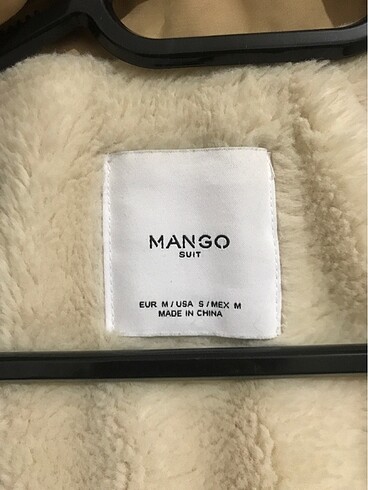 MANGO
SUIT
EUR M / USA S / MEX M
MADE IN CHINA